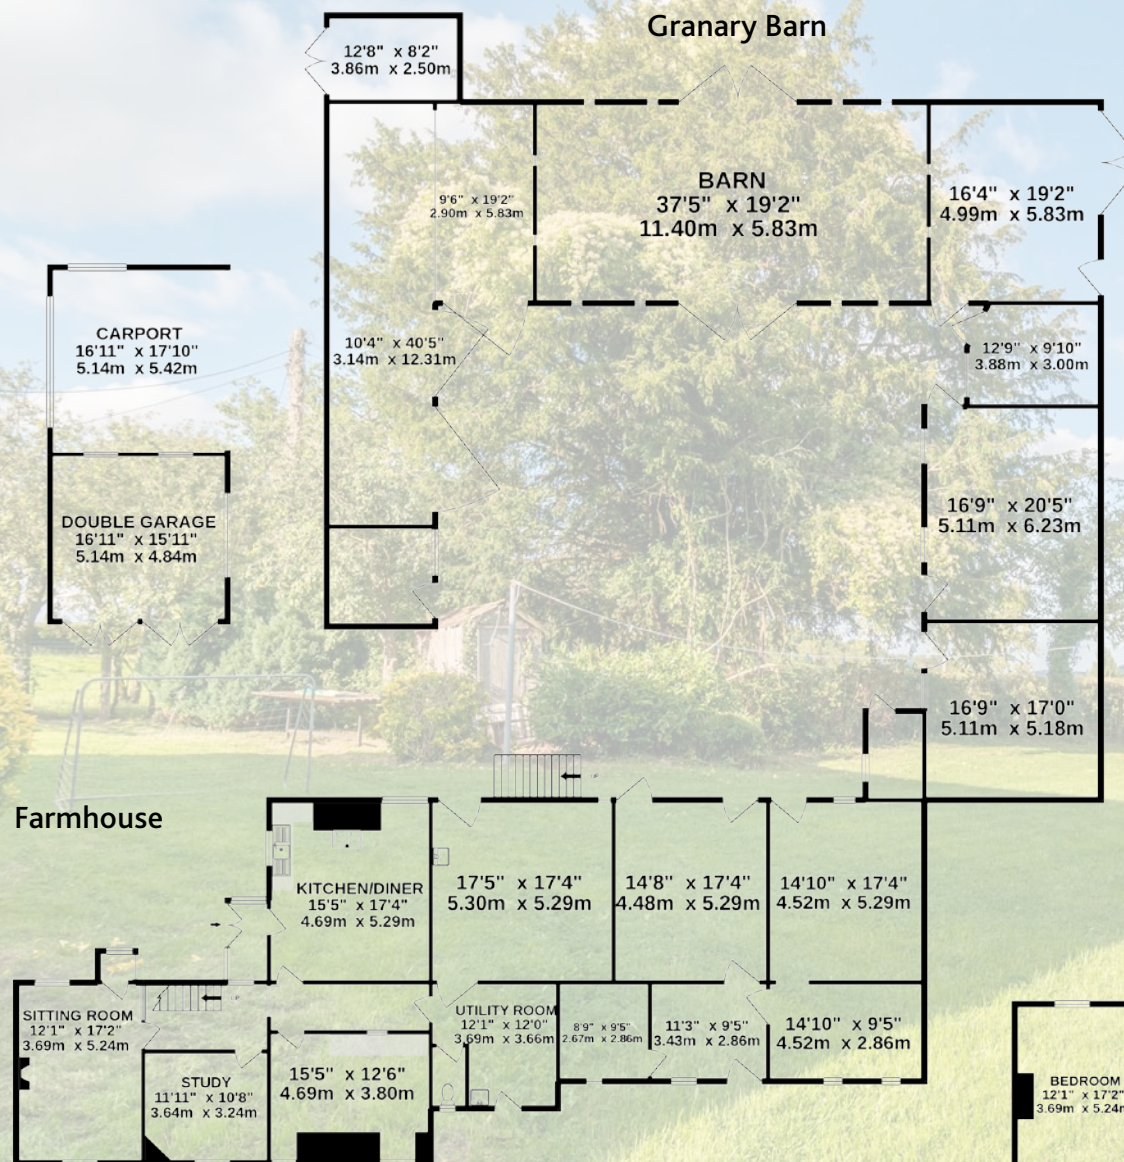 Granary Barn
12'8" x 8'2"
3.86m x 2.50m
9'6" x 19'2"
2.90m x 5.83m
BARN
37'5" x 19'2"
11.40m x 5.83m
16'4" x 19'2"
4.99m x 5.83m
CARPORT
16'11" x 17'10"
5.14m x 5.42m
10'4" x 40'5"
3.14m x 12.31m
12'9" x 9'10"
3.88m x 3.00m
DOUBLE GARAGE
16'11" x 15'11"
5.14m x 4.84m
16'9" x 20'5"
5.11m x 6.23m
16'9" x 17'0"
5.11m x 5.18m
Farmhouse
KITCHEN/DINER
15'5" x 17'4"
4.69m x 5.29m
17'5" x 17'4"
5.30m x 5.29m
14'8" x 17'4"
4.48m x 5.29m
14'10" x 17'4"
4.52m x 5.29m
SITTING ROOM
12'1" x 17'2"
3.69m x 5.24m
UTILITY ROOM
12'1" x 12'0"
3.69m x 3.66m
8'9" x 9'5"
2.67m x 2.86m
11'3" x 9'5"
3.43m x 2.86m
14'10" x 9'5"
4.52m x 2.86m
STUDY
11'11" x 10'8"
3.64m x 3.24m
15'5" x 12'6"
4.69m x 3.80m
BEDROOM
12'1" x 17'2"
3.69m x 5.24m